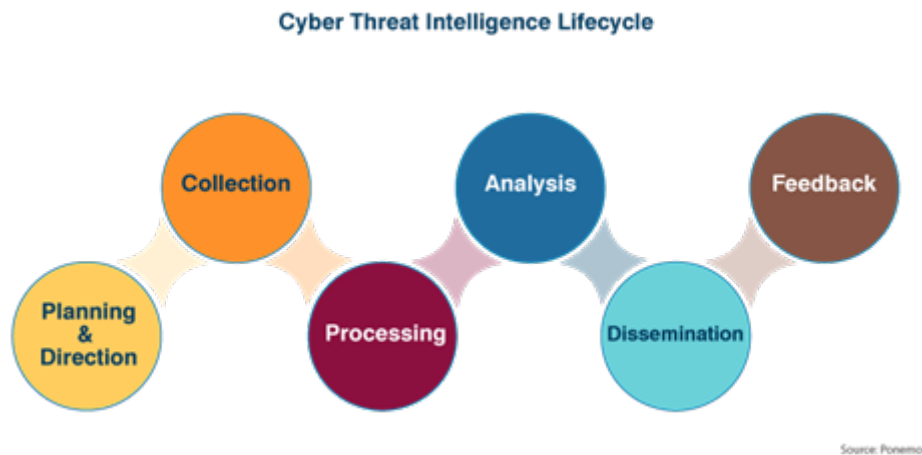 Cyber Threat Intelligence Lifecycle
Collection
Analysis
Feedback
Planning
&
Direction
Processing
Dissemination
Source: Ponemo